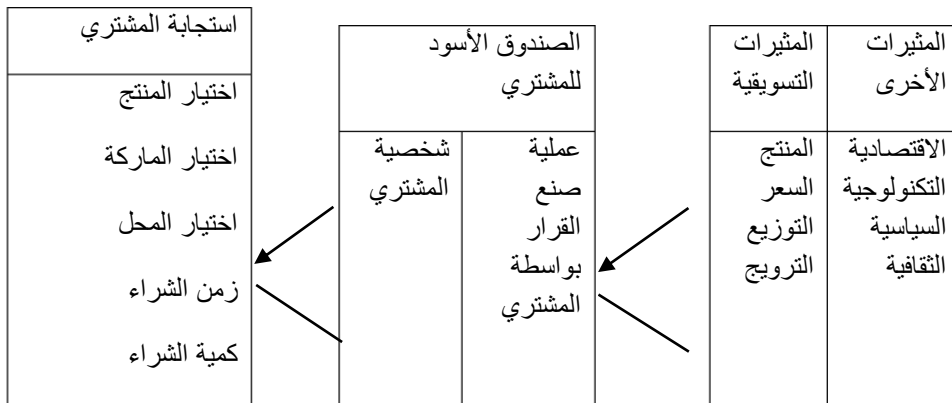 المثيرات
الأخرى
الاقتصادية
التكنولوجية
السياسية
الثقافية
المثيرات
التسويقية
المنتج
السعر
التوزيع
الترويج
الصندوق الأسود
للمشتري
عملية
صنع
القرار
بواسطة
المشتري
شخصية
المشتري
استجابة المشتري
اختيار المنتج
اختيار الماركة
اختيار المحل
زمن الشراء
كمية الشراء